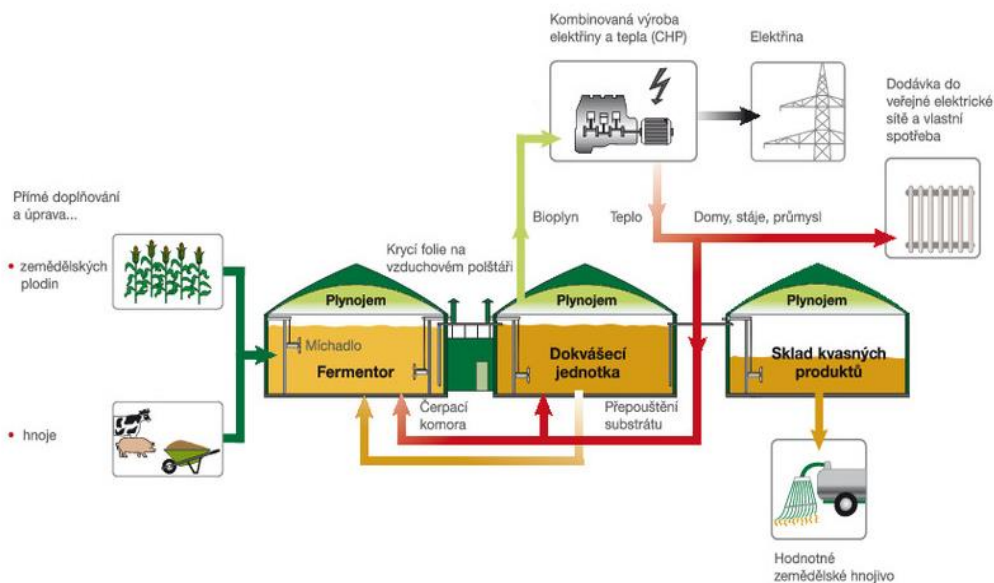 Kombinovaná výroba
elektřiny a tepla (CHP)
Elektřina
Dodávka do
veřejné elektrické
sítě a vlastní
spotřeba
Přímé doplňování
a úprava...
• zemědělských
plodin
• hnoje
Bioplyn
Teplo
Domy, stáje, průmysl
Krycí folie na
vzduchovém polštáři
Plynojem
Plynojem
Plynojem
Míchadlo
Fermentor
Dokvášecí
jednotka
Sklad kvasných
produktů
Čerpací
komora
Přepouštění
substrátu
Hodnotné
zemědělské hnojivo